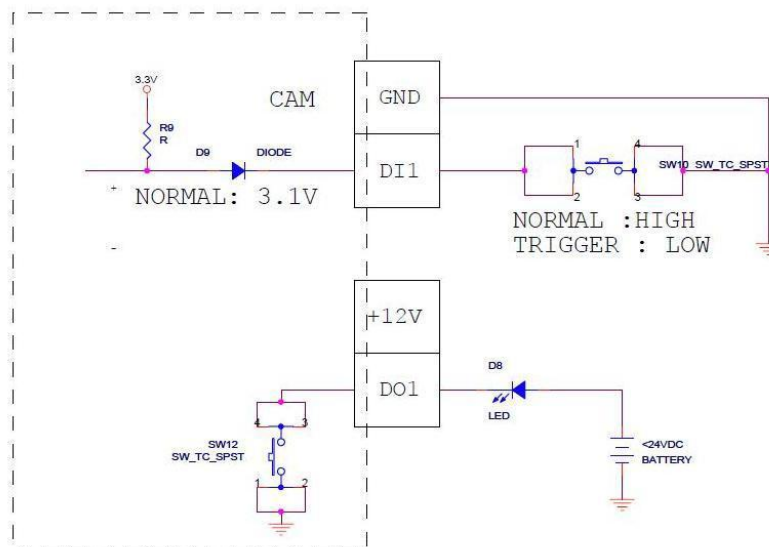 3.3V
R9
R
CAM
GND
D9
DIODE
DI1
+
NORMAL: 3.1V
-
1
4
2
3
SW10 SW_TC_SPST
NORMAL :HIGH
TRIGGER : LOW
+12V
DO1
D8
LED
4
3
SW12
SW_TC_SPST
1
2
<24VDC
BATTERY